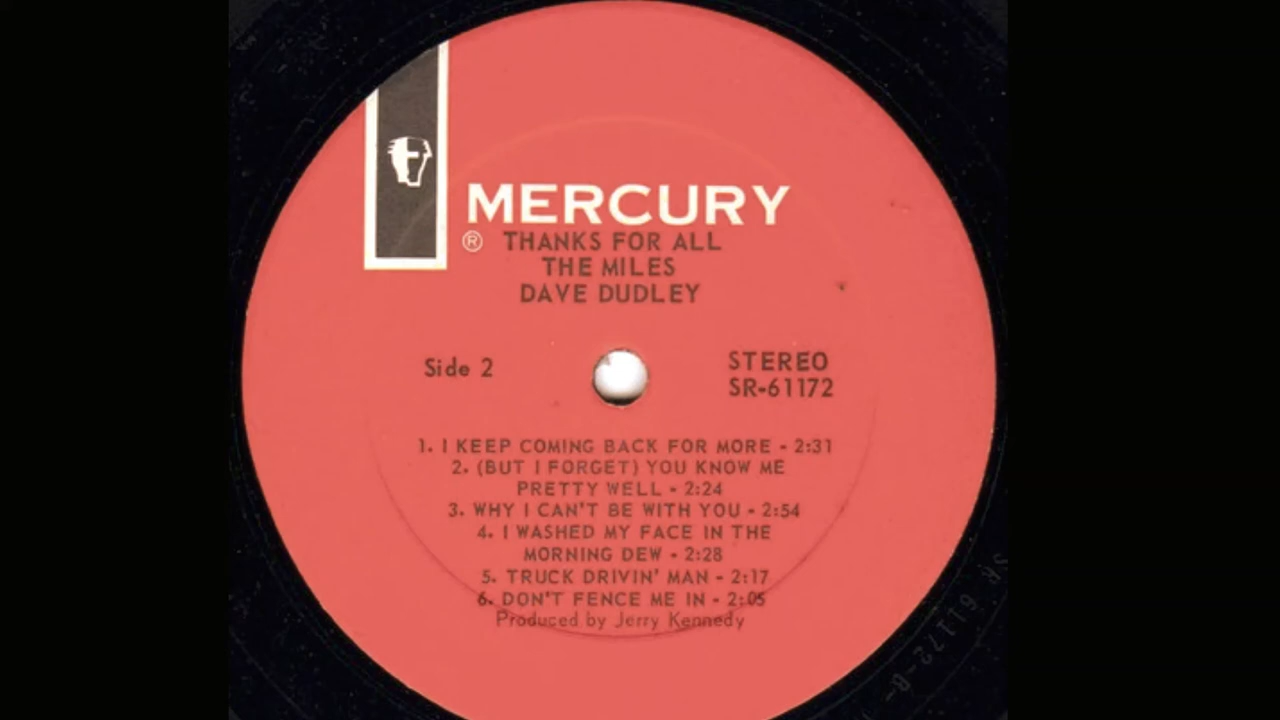 MERCURY
® THANKS FOR ALL
THE MILES
DAVE DUDLEY
Side 2
STEREO
SR-61172
1. I KEEP COMING BACK FOR MORE - 2:31
2. (BUT I FORGET) YOU KNOW ME
PRETTY WELL - 2:24
3. WHY I CAN'T BE WITH YOU - 2:54
4. I WASHED MY FACE IN THE
MORNING DEW - 2:28
5. TRUCK DRIVIN' MAN - 2:17
6. DON'T FENCE ME IN - 2:05
Produced by Jerry Kennedy
SR 61172-B-